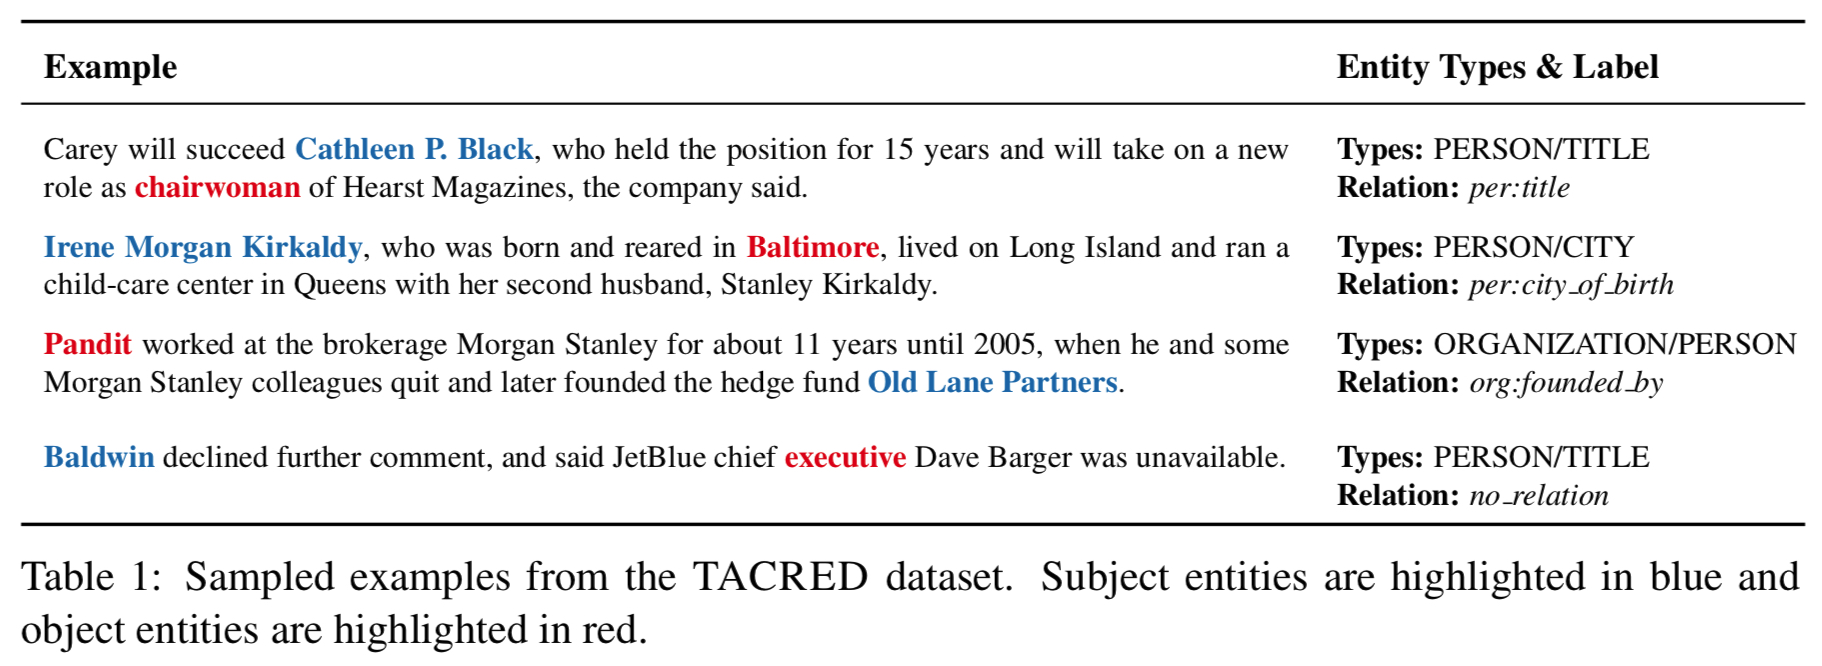 Example Entity Types & Label
Carey will succeed Cathleen P. Black, who held the position for 15 years and will take on a new Types: PERSON/TITLE
role as chairwoman of Hearst Magazines, the company said. Relation: per:title
Irene Morgan Kirkaldy, who was born and reared in Baltimore, lived on Long Island and ran a Types: PERSON/CITY
child-care center in Queens with her second husband, Stanley Kirkaldy. Relation: per:city_of_birth
Pandit worked at the brokerage Morgan Stanley for about 11 years until 2005, when he and some Types: ORGANIZATION/PERSON
Morgan Stanley colleagues quit and later founded the hedge fund Old Lane Partners. Relation: org:founded_by
Baldwin declined further comment, and said JetBlue chief executive Dave Barger was unavailable. Types: PERSON/TITLE
Relation: no_relation
Table 1: Sampled examples from the TACRED dataset. Subject entities are highlighted in blue and
object entities are highlighted in red.